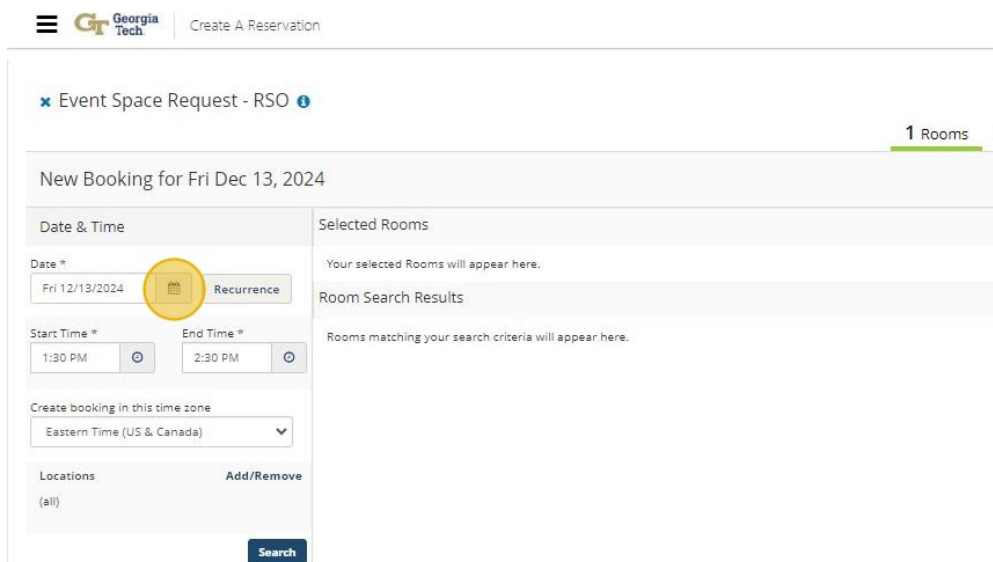 GT Georgia Tech Create A Reservation
× Event Space Request - RSO
1 Rooms
New Booking for Fri Dec 13, 2024
Date & Time
Selected Rooms
Date *
Your selected Rooms will appear here.
Fri 12/13/2024 Recurrence
Room Search Results
Start Time * End Time *
Rooms matching your search criteria will appear here.
1:30 PM 2:30 PM
Create booking in this time zone
Eastern Time (US & Canada)
Locations Add/Remove
(all)
Search